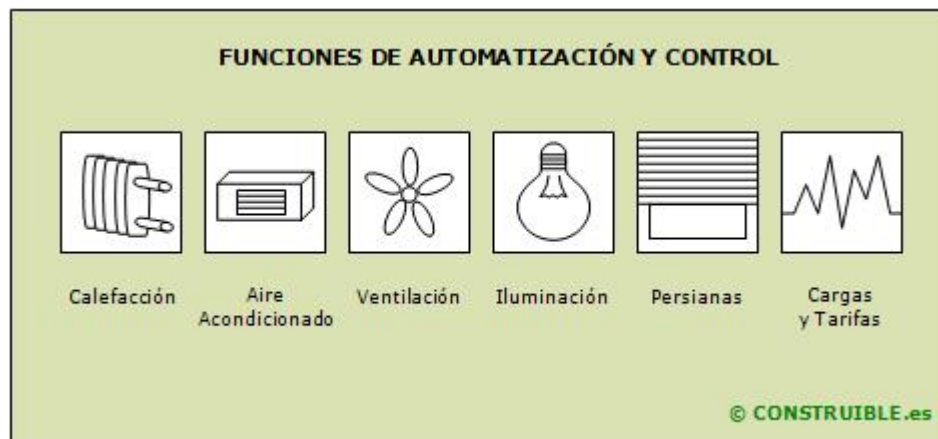 FUNCIONES DE AUTOMATIZACIÓN Y CONTROL
Calefacción
Aire
Acondicionado
Ventilación
Iluminación
Persianas
Cargas
y Tarifas
© CONSTRUIBLE.es